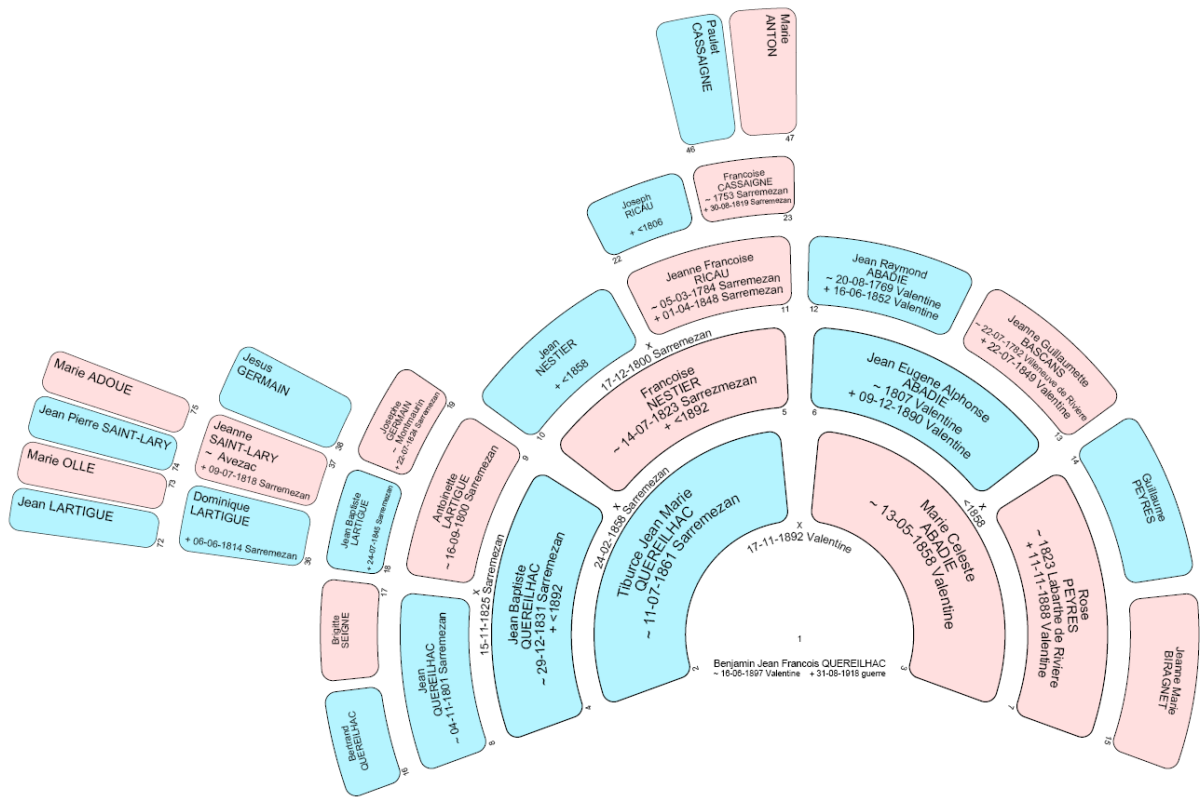 Benjamin Jean Francois QUEREILHAC
~ 16-06-1897 Valentine + 31-08-1918 guerre
1
Tiburce Jean Marie
QUEREILHAC
~ 11-07-1861 Sarremezan
2
X
17-11-1892 Valentine
Marie Celeste
ABADIE
~ 13-05-1858 Valentine
3
Jean Baptiste
QUEREILHAC
~ 29-12-1831 Sarremezan
+ <1892
4
X
24-02-1858 Sarremezan
Francoise
NESTIER
~ 14-07-1823 Sarrezmezan
+ <1892
5
Jean Eugene Alphonse
ABADIE
~ 1807 Valentine
+ 09-12-1890 Valentine
6
X
<1858
Rose
PEYRES
~ 1823 Labarthe de Riviere
+ 11-11-1888 Valentine
7
Jean
QUEREILHAC
~ 04-11-1801 Sarremezan
8
X
15-11-1825 Sarremezan
Antoinette
LARTIGUE
~ 16-09-1800 Sarremezan
9
Jean
NESTIER
+ <1858
10
X
17-12-1800 Sarremezan
Jeanne Francoise
RICAU
~ 05-03-1784 Sarremezan
+ 01-04-1848 Sarremezan
11
Jean Raymond
ABADIE
~ 20-08-1769 Valentine
+ 16-06-1852 Valentine
12
Jeanne Guillaumette
BASCANS
~ 22-07-1782 Villeneuve de Riviere
+ 22-07-1849 Valentine
13
Guillaume
PEYRES
14
Jeanne Marie
BIRAGNET
15
Bertrand
QUEREILHAC
16
Brigitte
SEIGNE
17
Jean Baptiste
LARTIGUE
+ 24-07-1845 Sarremezan
18
Josephe
GERMAIN
~ Montmaurin
+ 22-07-1824 Sarremezan
19
Joseph
RICAU
+ <1806
22
Francoise
CASSAIGNE
~ 1753 Sarremezan
+ 30-08-1819 Sarremezan
23
Dominique
LARTIGUE
+ 06-06-1814 Sarremezan
36
Jeanne
SAINT-LARY
~ Avezac
+ 09-07-1818 Sarremezan
37
Jesus
GERMAIN
38
Paulet
CASSAIGNE
46
Marie
ANTON
47
Jean LARTIGUE
72
Marie OLLE
73
Jean Pierre SAINT-LARY
74
Marie ADOUE
75